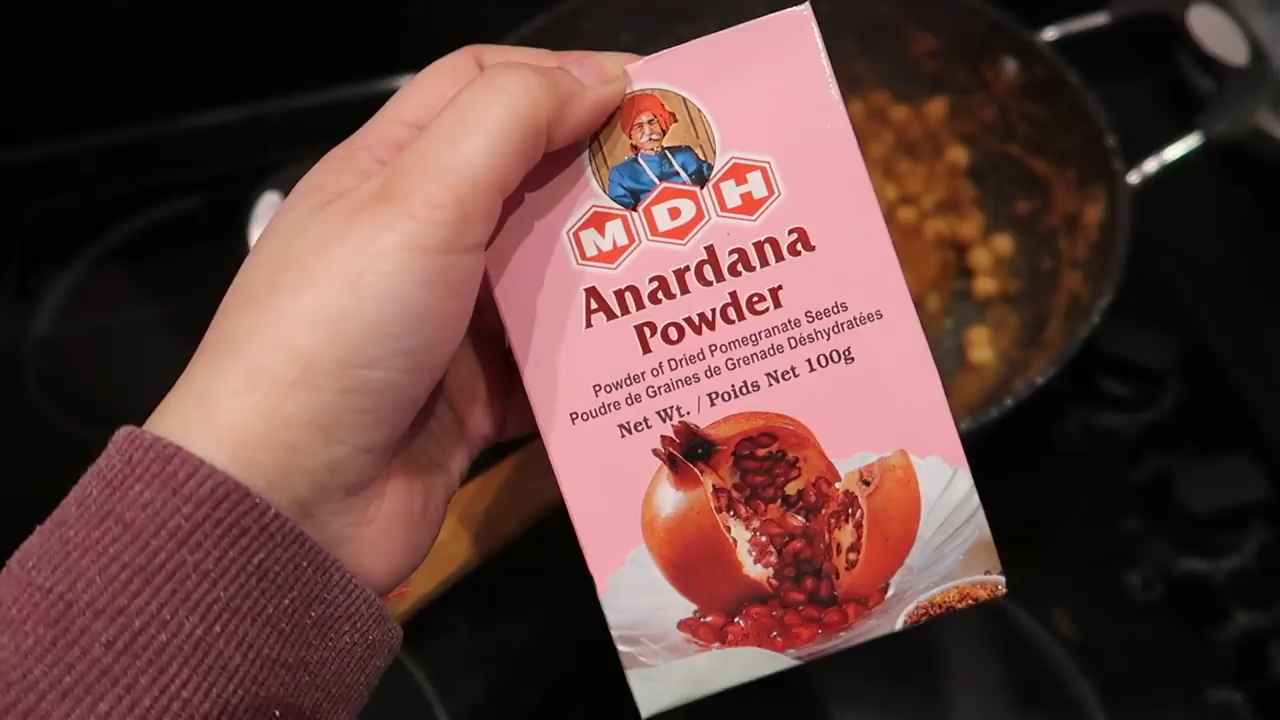 MDH
Anardana
Powder
Powder of Dried Pomegranate Seeds
Poudre de Graines de Grenade Déshydratées
Net Wt. / Poids Net 100g